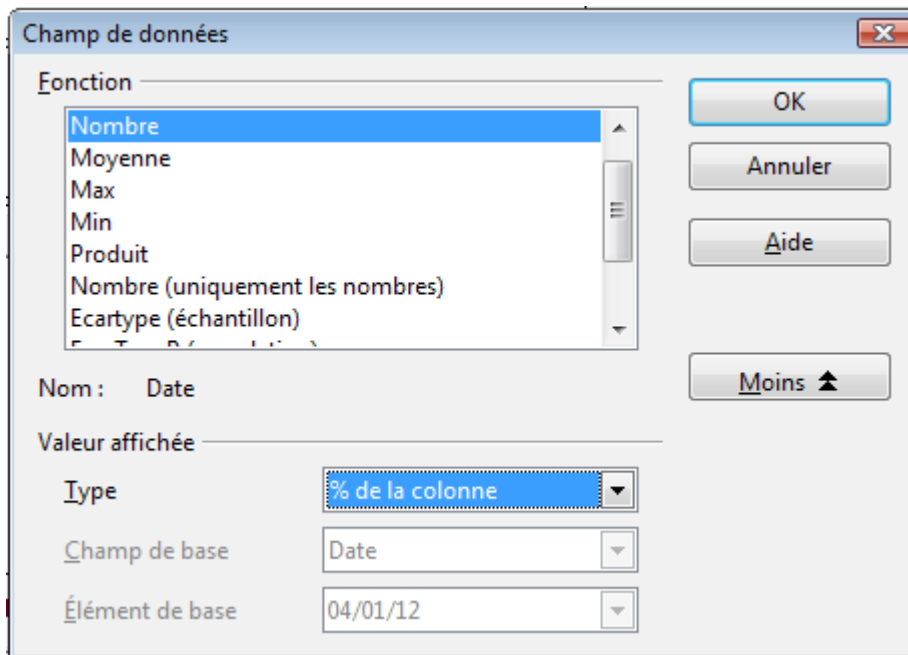 Champ de données
Fonction
OK
Nombre
Moyenne
Annuler
Max
Min
Aide
Produit
Nombre (uniquement les nombres)
Ecartype (échantillon)
Moins
Nom : Date
Valeur affichée
Type % de la colonne
Champ de base Date
Élément de base 04/01/12